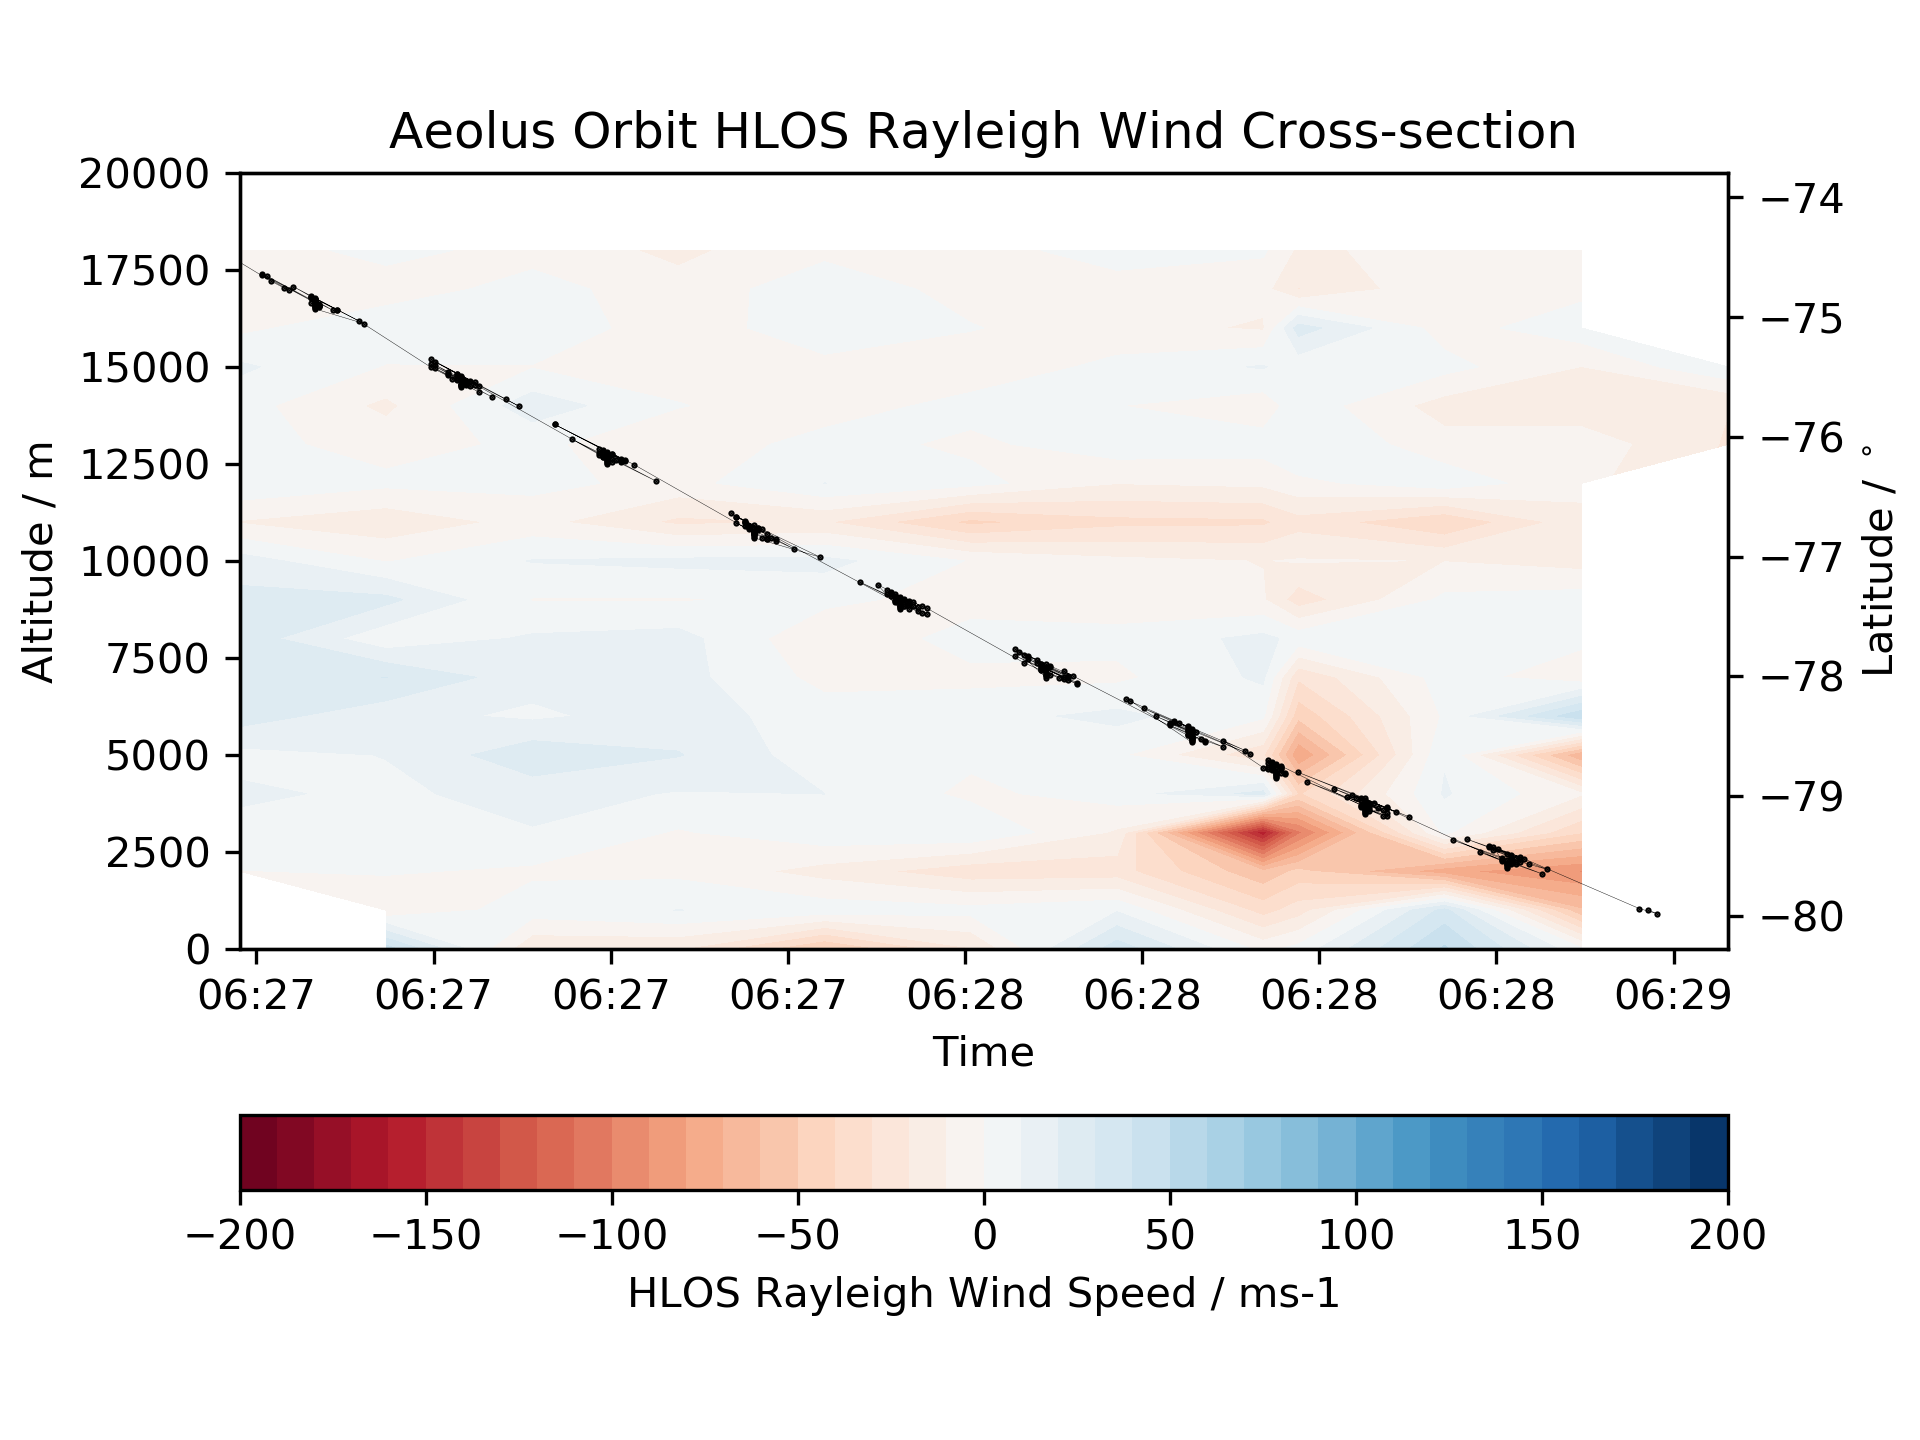 Aeolus Orbit HLOS Rayleigh Wind Cross-section
20000
17500
15000
12500
10000
7500
5000
2500
0
Altitude / m
−74
−75
−76
−77
−78
−79
−80
Latitude / °
06:27 06:27 06:27 06:27 06:28 06:28 06:28 06:28 06:29
Time
−200 −150 −100 −50 0 50 100 150 200
HLOS Rayleigh Wind Speed / ms-1